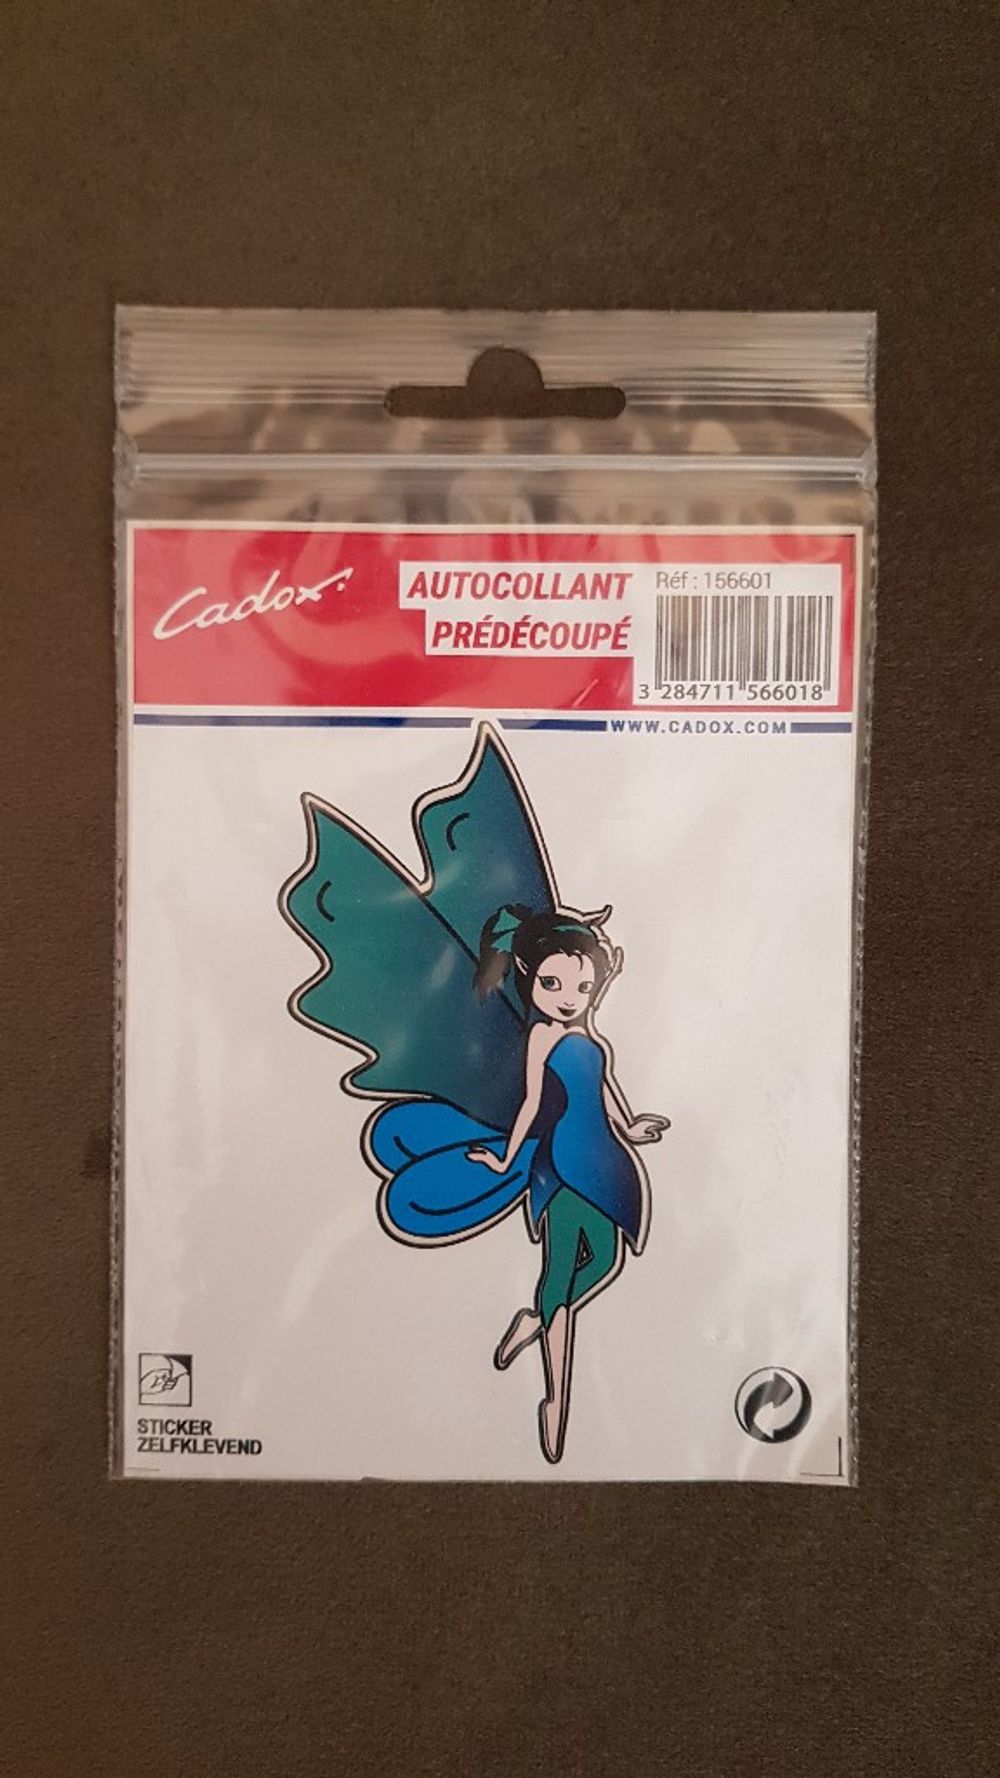 Cadox
AUTOCOLLANT
PRÉDÉCOUPÉ
Réf : 156601
3 284711 566018
WWW.CADOX.COM
STICKER
ZELFKLEVEND